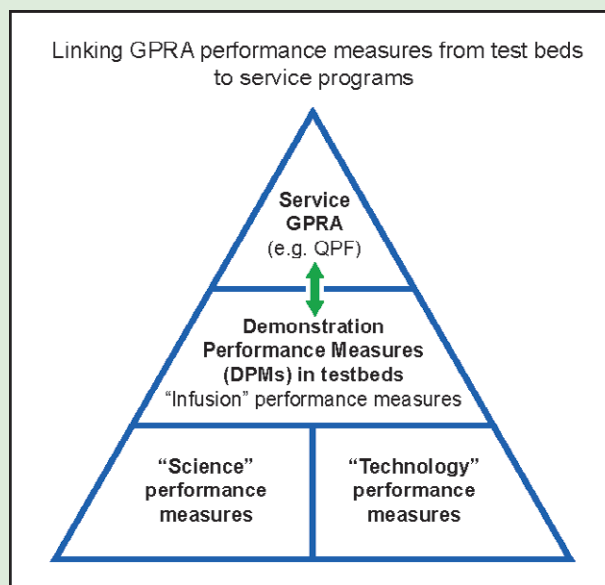 Linking GPRA performance measures from test beds
to service programs
Service
GPRA
(e.g. QPF)
Demonstration
Performance Measures
(DPMs) in testbeds
“Infusion” performance measures
“Science”
performance
measures
“Technology”
performance
measures